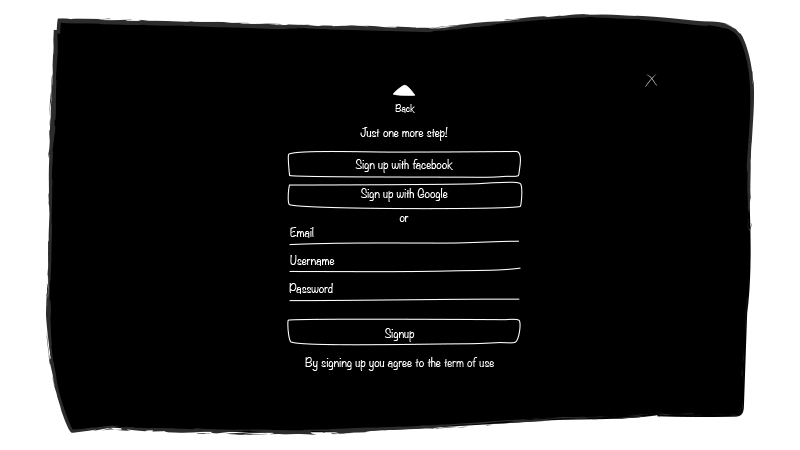 X
Back
Just one more step!
Sign up with facebook
Sign up with Google
or
Email
Username
Password
Signup
By signing up you agree to the term of use